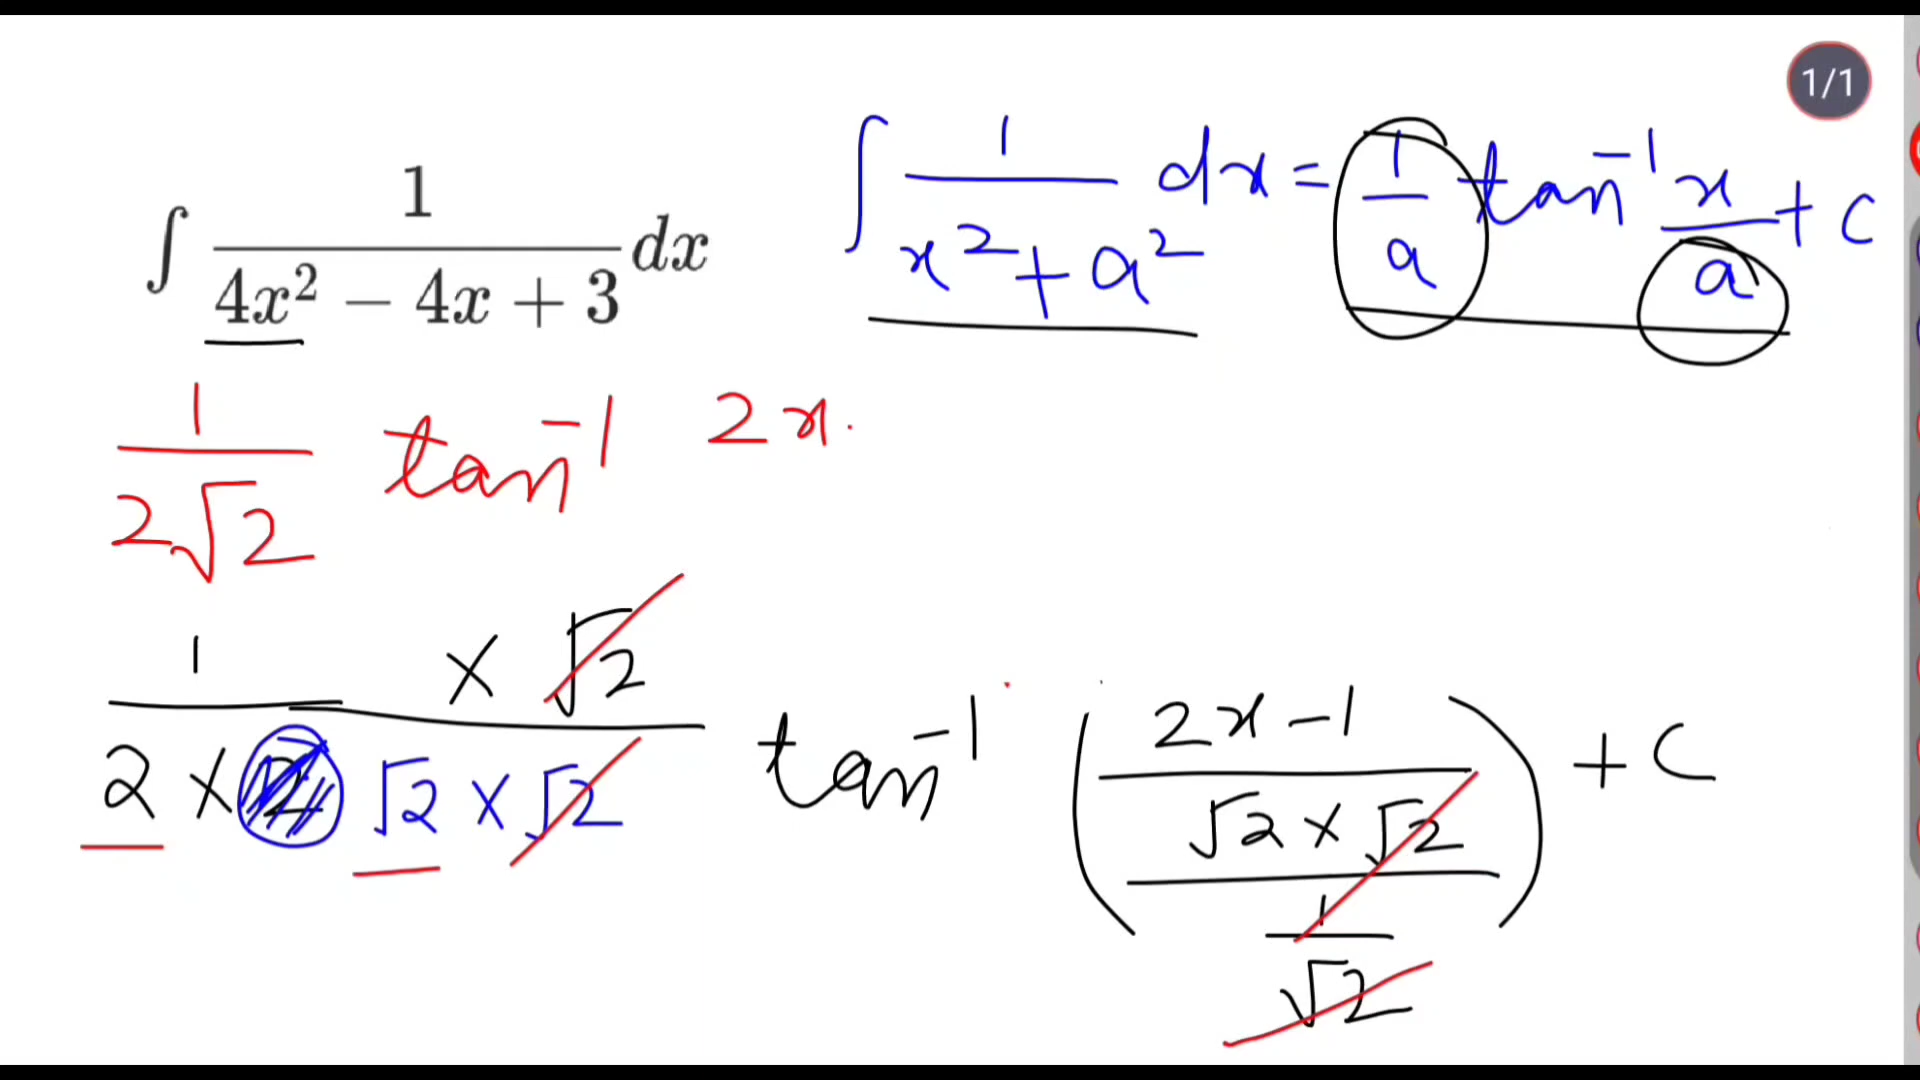 1/1
∫ 1/(4x² − 4x + 3) dx
∫ 1/(x² + a²) dx = 1/a tan⁻¹ x/a + c
1/(2√2) tan⁻¹ 2x
1/(2 × √2 × √2) × √2 tan⁻¹ ((2x − 1)/(√2 × √2)/(1/√2)) + c